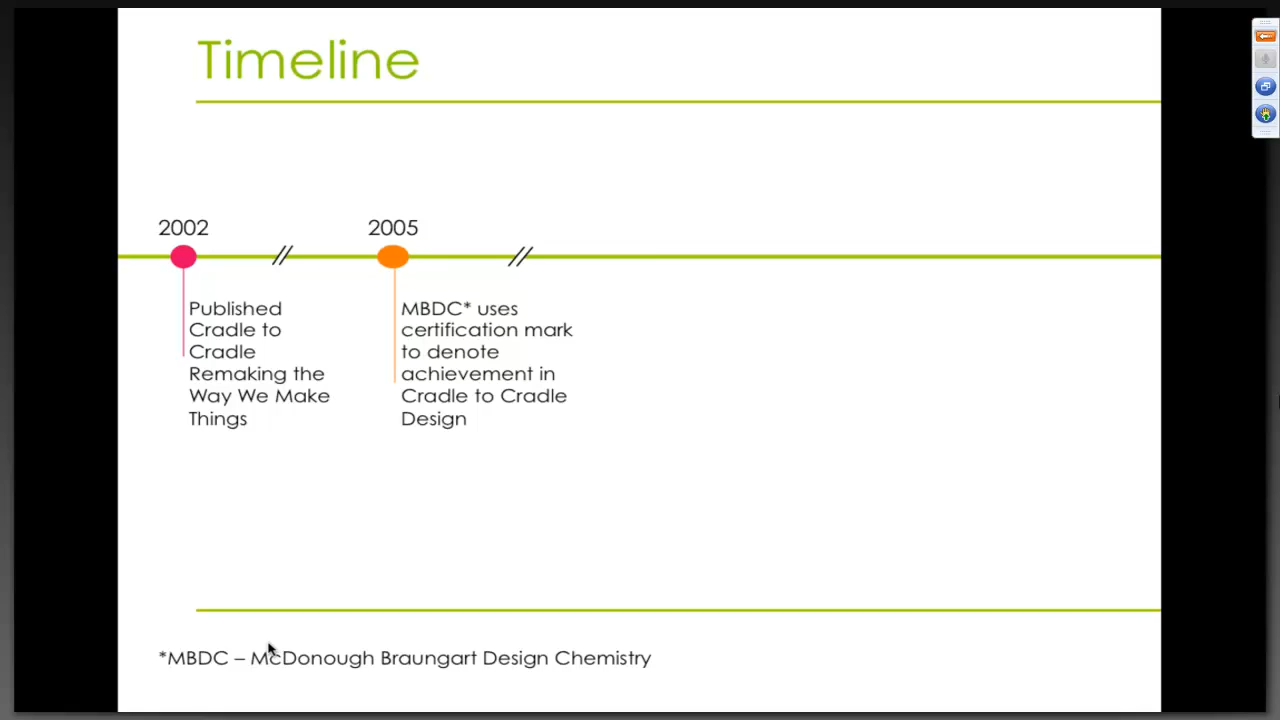 Timeline
2002
2005
Published
Cradle to
Cradle
Remaking the
Way We Make
Things
MBDC* uses
certification mark
to denote
achievement in
Cradle to Cradle
Design
*MBDC – McDonough Braungart Design Chemistry